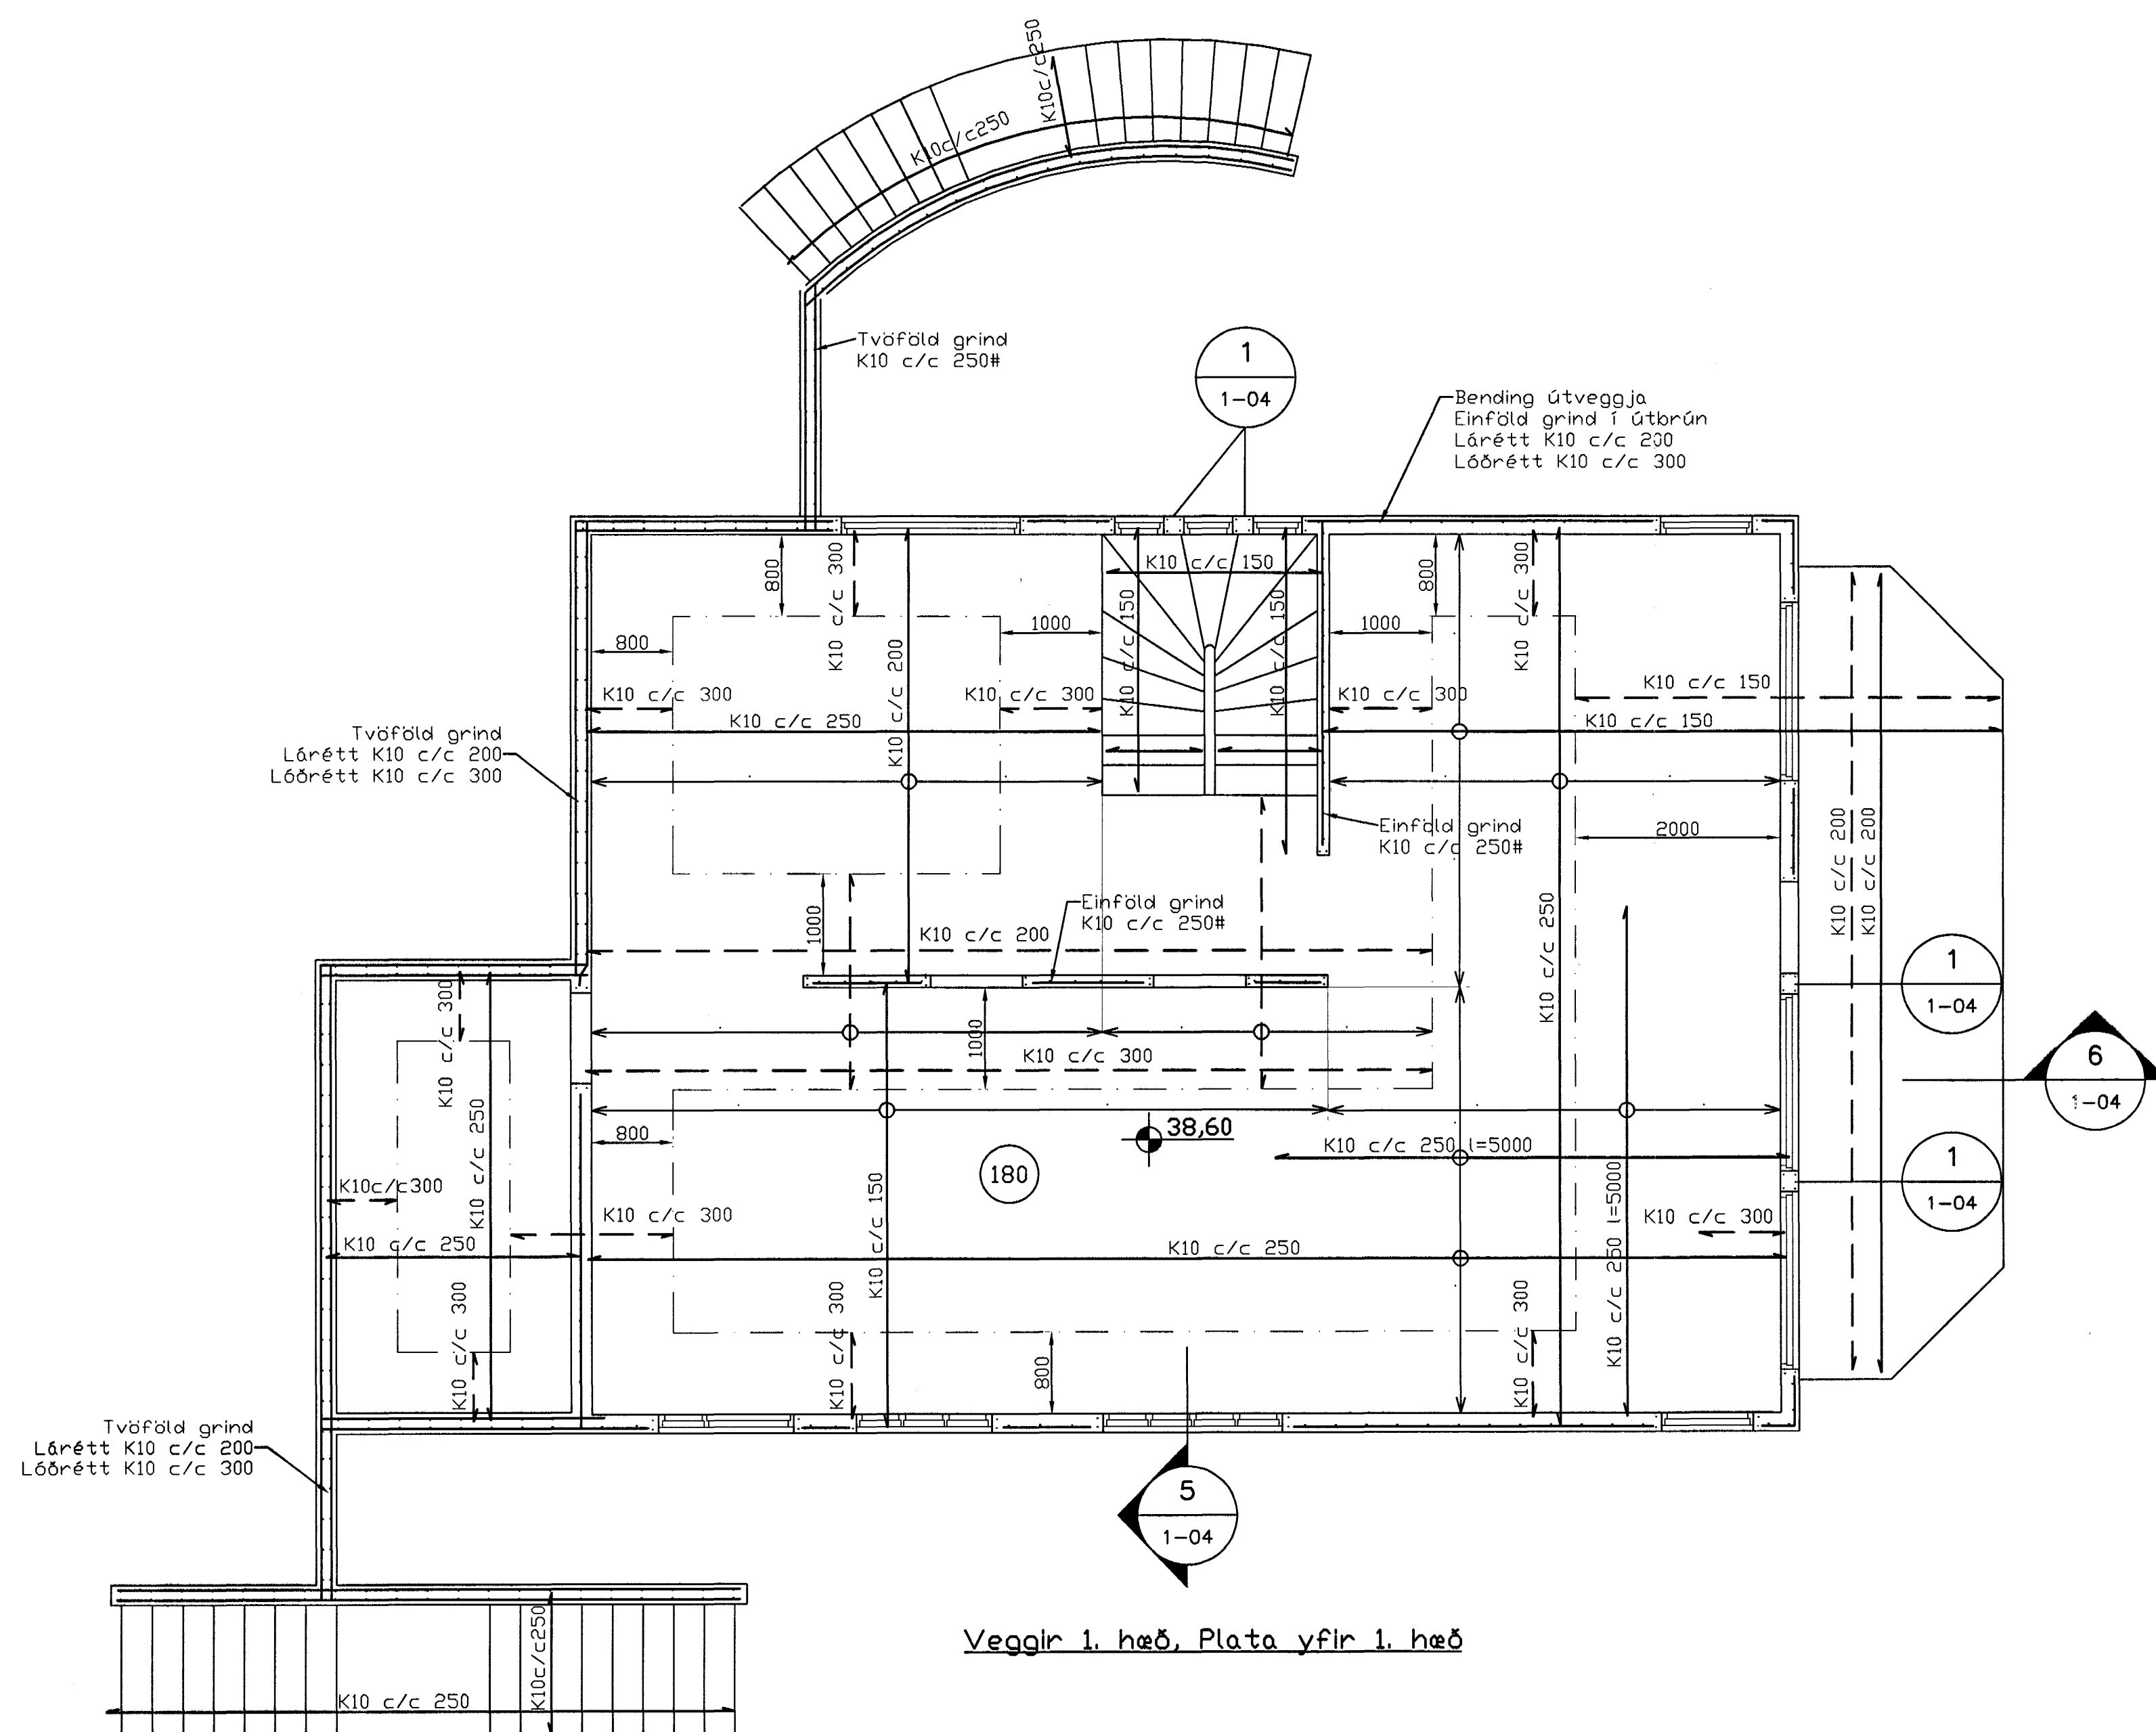 K10c/c250
K10c/c250
Tvöföld grind
K10 c/c 250#
1
1-04
Bending útveggja
Einföld grind í útbrún
Lárétt K10 c/c 200
Lóðrétt K10 c/c 300
800
K10 c/c 300
K10 c/c 150
800
K10 c/c 300
800
1000
K10 c/c 150
K10 c/c 150
1000
K10 c/c 200
K10 c/c 300
K10 c/c 300
K10 c/c 300
K10 c/c 150
K10 c/c 250
K10 c/c 150
Tvöföld grind
Lárétt K10 c/c 200
Lóðrétt K10 c/c 300
Einföld grind
K10 c/c 250#
2000
K10 c/c 200
K10 c/c 200
1000
Einföld grind
K10 c/c 250#
K10 c/c 200
K10 c/c 250
1
1-04
K10 c/c 300
1000
K10 c/c 300
6
1-04
K10 c/c 250
800
38,60
K10 c/c 250 l=5000
180
K10c/c300
K10 c/c 150
K10 c/c 250 l=5000
1
1-04
K10 c/c 300
K10 c/c 300
K10 c/c 250
K10 c/c 250
K10 c/c 300
K10 c/c 300
800
K10 c/c 300
Tvöföld grind
Lárétt K10 c/c 200
Lóðrétt K10 c/c 300
5
1-04
K10c/c250
K10 c/c 250
Veggir 1. hæð, Plata yfir 1. hæð